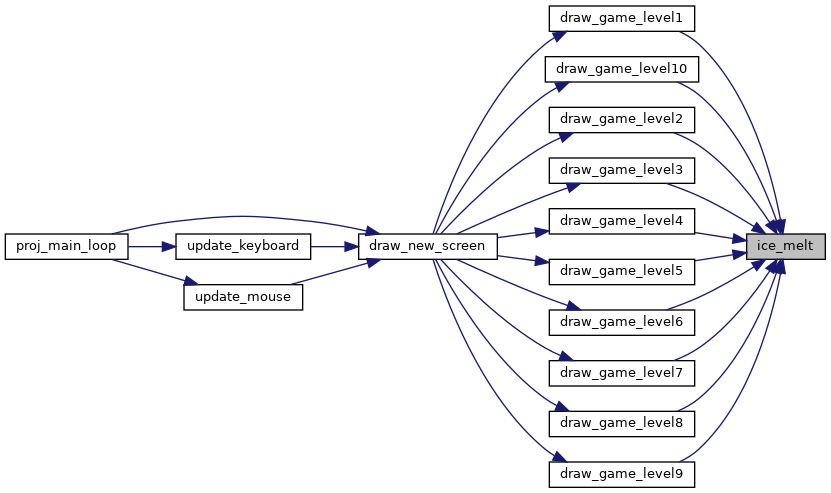 draw_game_level1
draw_game_level10
draw_game_level2
draw_game_level3
draw_game_level4
proj_main_loop
update_keyboard
draw_new_screen
ice_melt
draw_game_level5
update_mouse
draw_game_level6
draw_game_level7
draw_game_level8
draw_game_level9